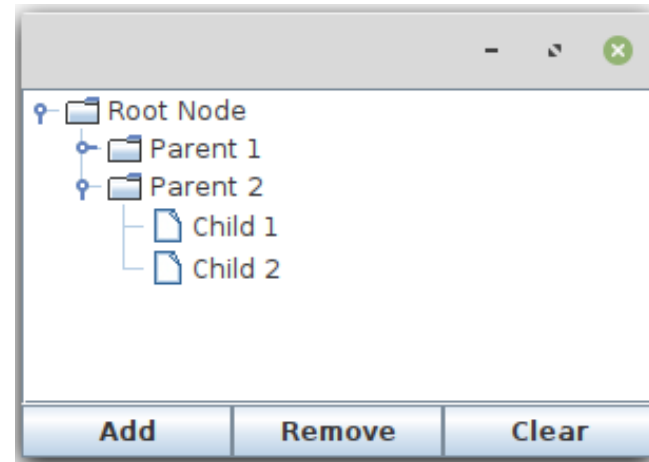 Root Node
Parent 1
Parent 2
Child 1
Child 2
Add Remove Clear